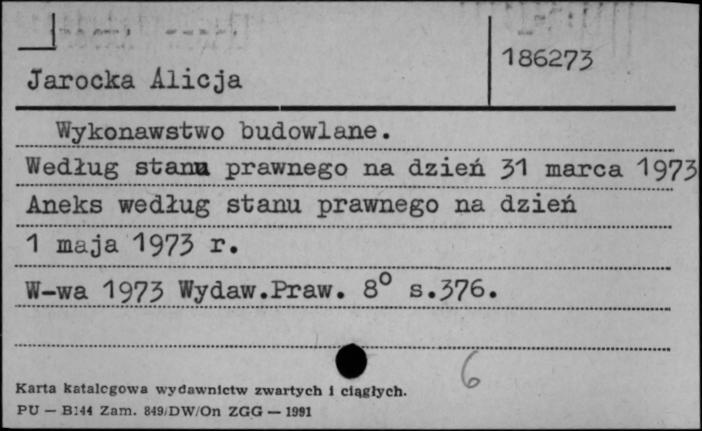 186273
Jarocka Alicja
Wykonawstwo budowlane.
Według stanu prawnego na dzień 31 marca 1973
Aneks według stanu prawnego na dzień
1 maja 1973 r.
W-wa 1973 Wydaw.Praw. 8° s.376.
6
Karta katalogowa wydawnictw zwartych i ciągłych.
PU — B:44 Zam. 849/DW/On ZGG — 1991